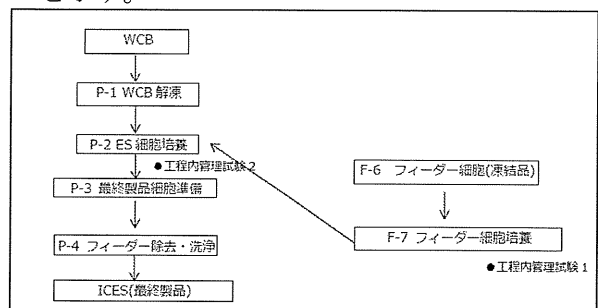 WCB
P-1 WCB 解凍
P-2 ES 細胞培養
●工程内管理試験2
P-3 最終製品細胞準備
P-4 フィーダー除去・洗浄
ICES(最終製品)
F-6 フィーダー細胞(凍結品)
F-7 フィーダー細胞培養
●工程内管理試験1